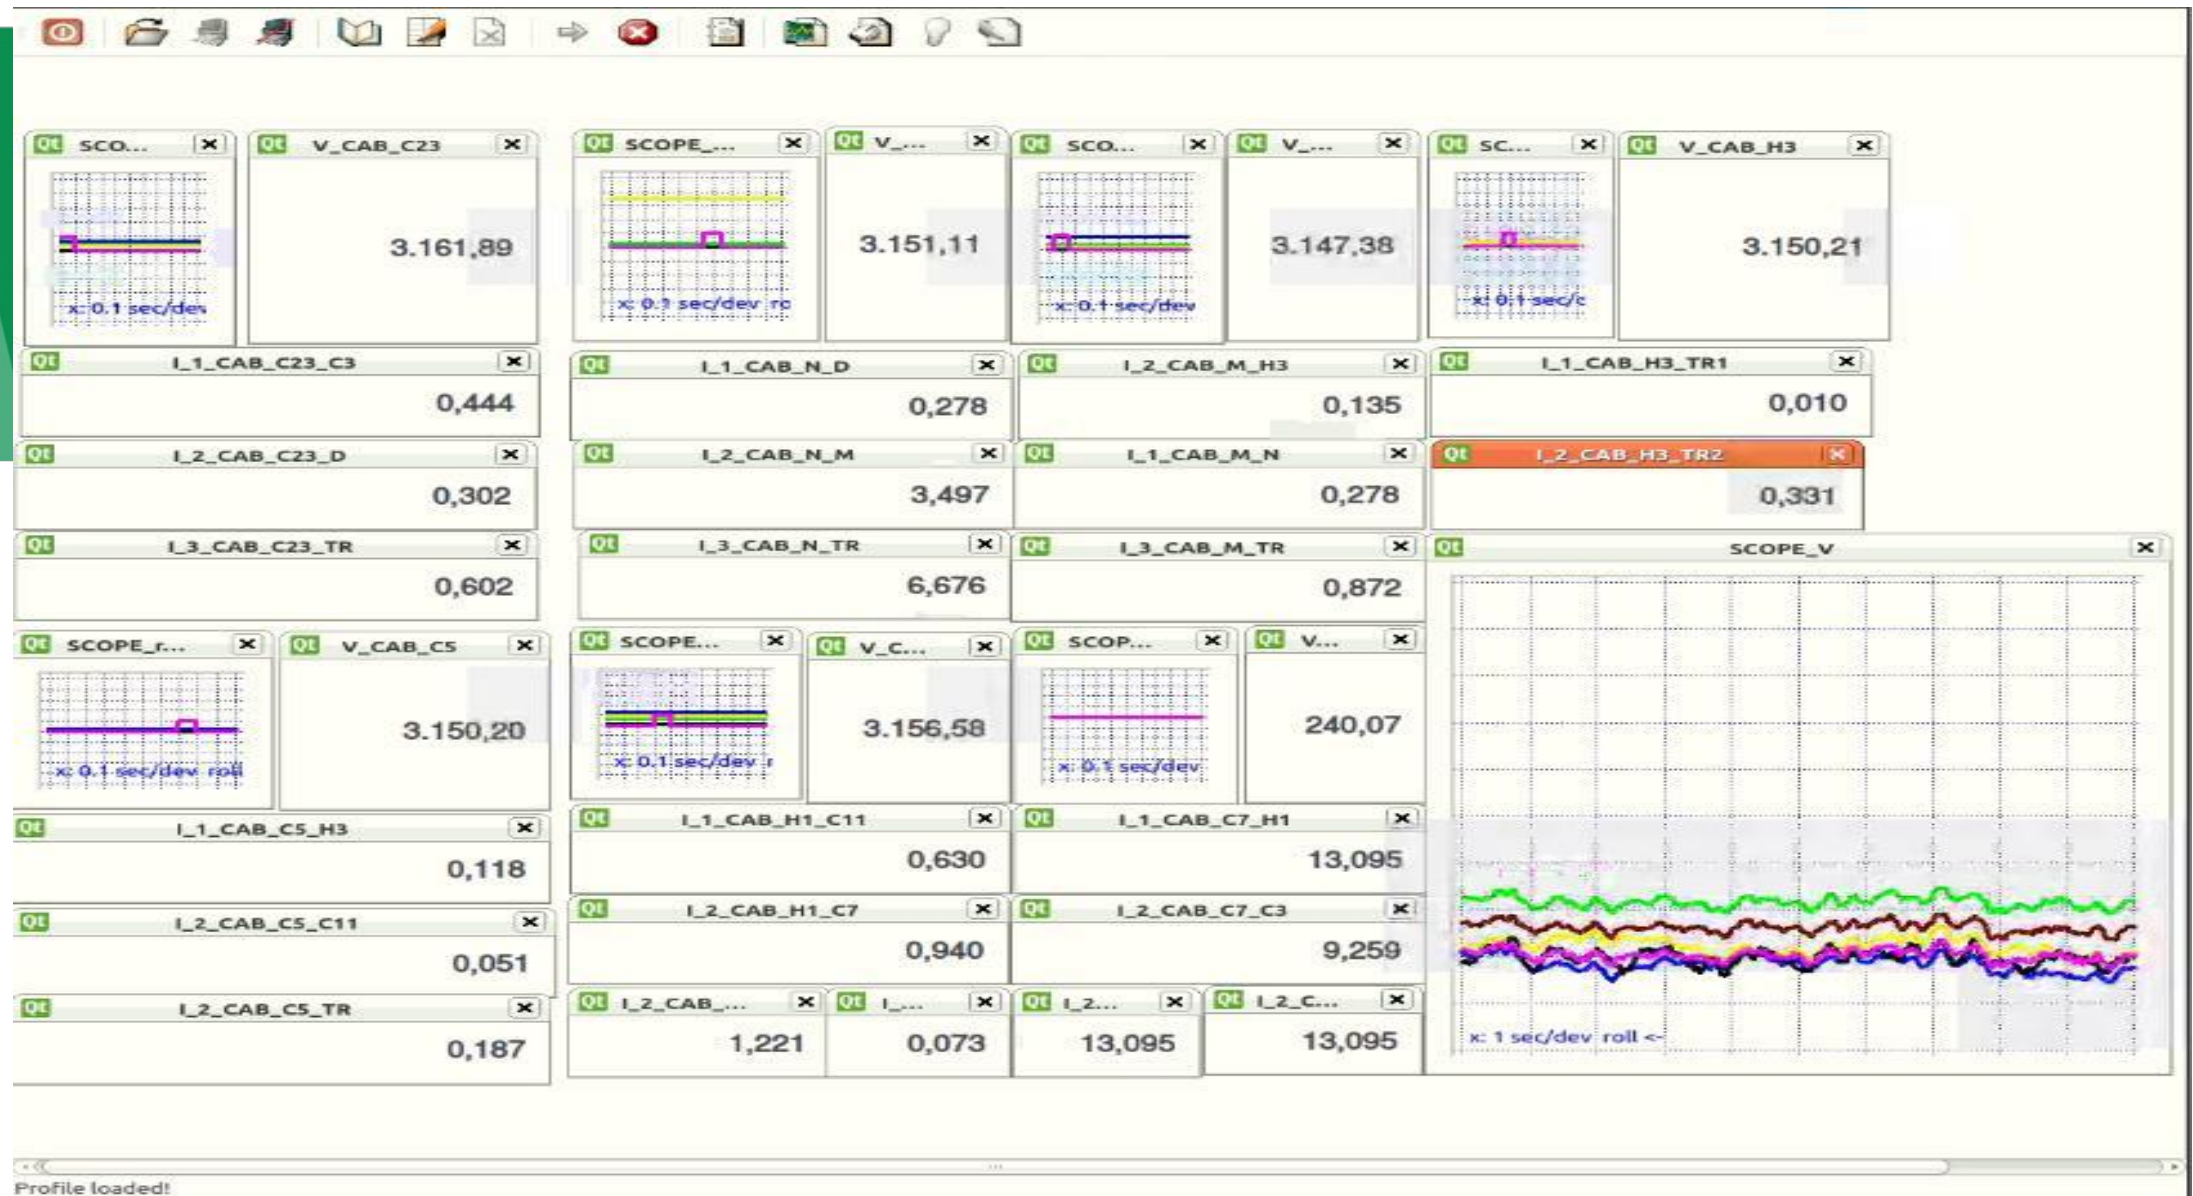 SCO...
V_CAB_C23
SCOPE_...
V_...
SCO...
V_...
SC...
V_CAB_H3
x: 0.1 sec/dev
3.161,89
x: 0.1 sec/dev ro
3.151,11
x: 0.1 sec/dev
3.147,38
x: 0.1 sec/c
3.150,21
I_1_CAB_C23_C3
I_1_CAB_N_D
I_2_CAB_M_H3
I_1_CAB_H3_TR1
0,444
0,278
0,135
0,010
I_2_CAB_C23_D
I_2_CAB_N_M
I_1_CAB_M_N
I_2_CAB_H3_TR2
0,302
3,497
0,278
0,331
I_3_CAB_C23_TR
I_3_CAB_N_TR
I_3_CAB_M_TR
SCOPE_V
0,602
6,676
0,872
SCOPE_r...
V_CAB_C5
SCOPE...
V_C...
SCOP...
V...
x: 0.1 sec/dev roll
3.150,20
x: 0.1 sec/dev r
3.156,58
x: 0.1 sec/dev
240,07
I_1_CAB_C5_H3
I_1_CAB_H1_C11
I_1_CAB_C7_H1
0,118
0,630
13,095
I_2_CAB_C5_C11
I_2_CAB_H1_C7
I_2_CAB_C7_C3
0,051
0,940
9,259
I_2_CAB_C5_TR
I_2_CAB_...
I_...
I_2...
I_2_C...
0,187
1,221
0,073
13,095
13,095
x: 1 sec/dev roll <-
Profile loaded!